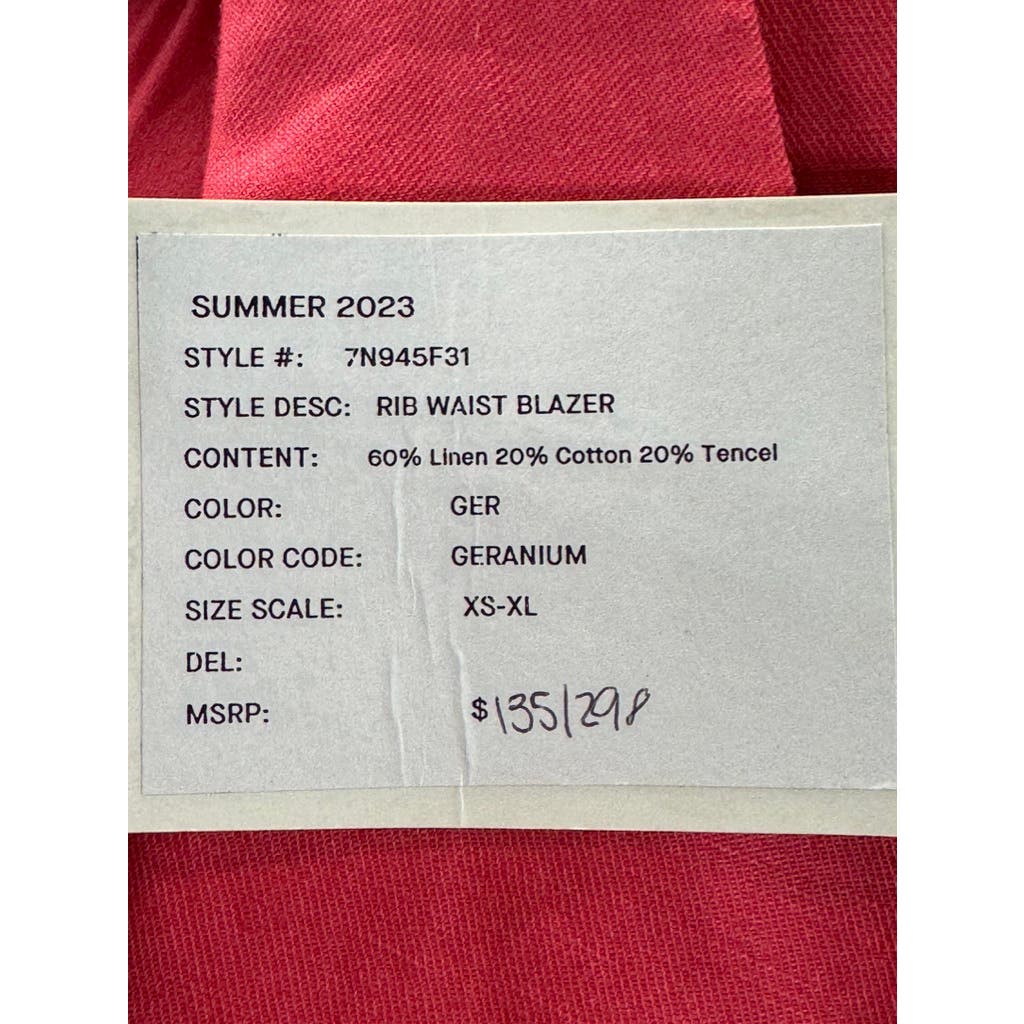 SUMMER 2023
STYLE #: 7N945F31
STYLE DESC: RIB WAIST BLAZER
CONTENT: 60% Linen 20% Cotton 20% Tencel
COLOR: GER
COLOR CODE: GERANIUM
SIZE SCALE: XS-XL
DEL:
MSRP: $135/298